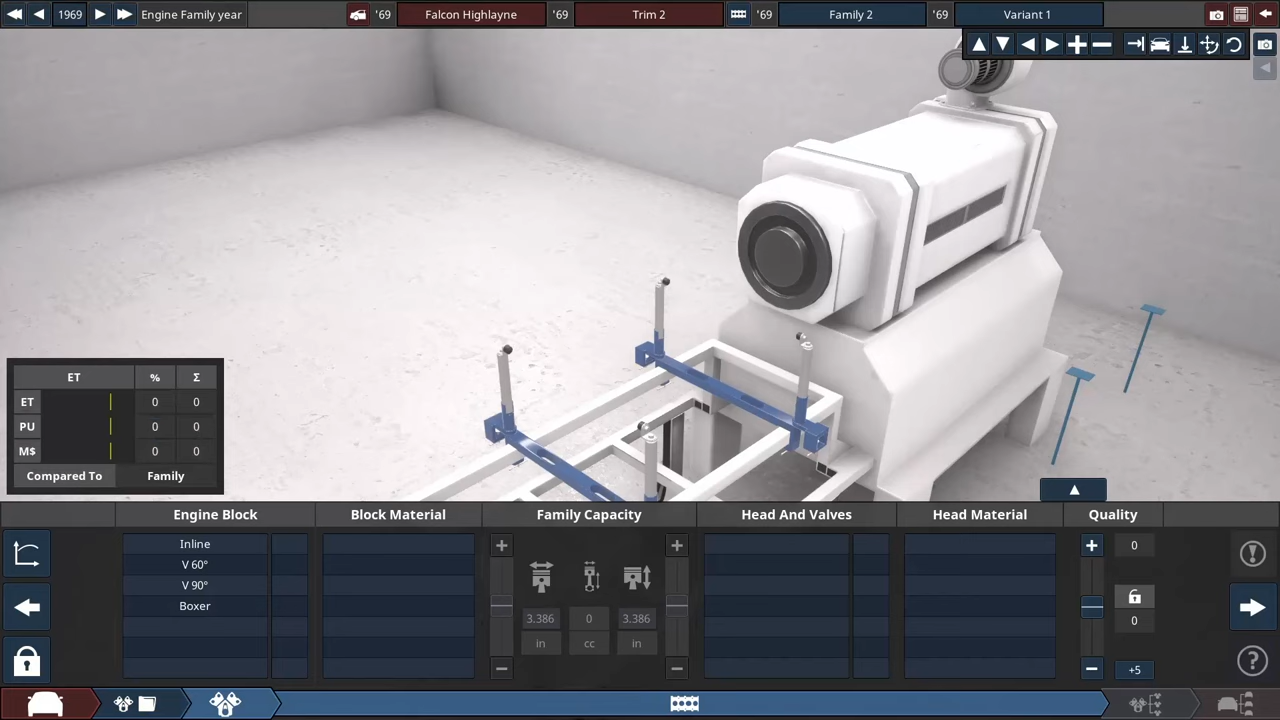 1969 Engine Family year '69 Falcon Highlayne '69 Trim 2 '69 Family 2 '69 Variant 1
ET % Σ
ET 0 0
PU 0 0
M$ 0 0
Compared To Family
Engine Block Block Material Family Capacity Head And Valves Head Material Quality
Inline
V 60°
V 90°
Boxer
3.386 0 3.386
in cc in
0
0
+5